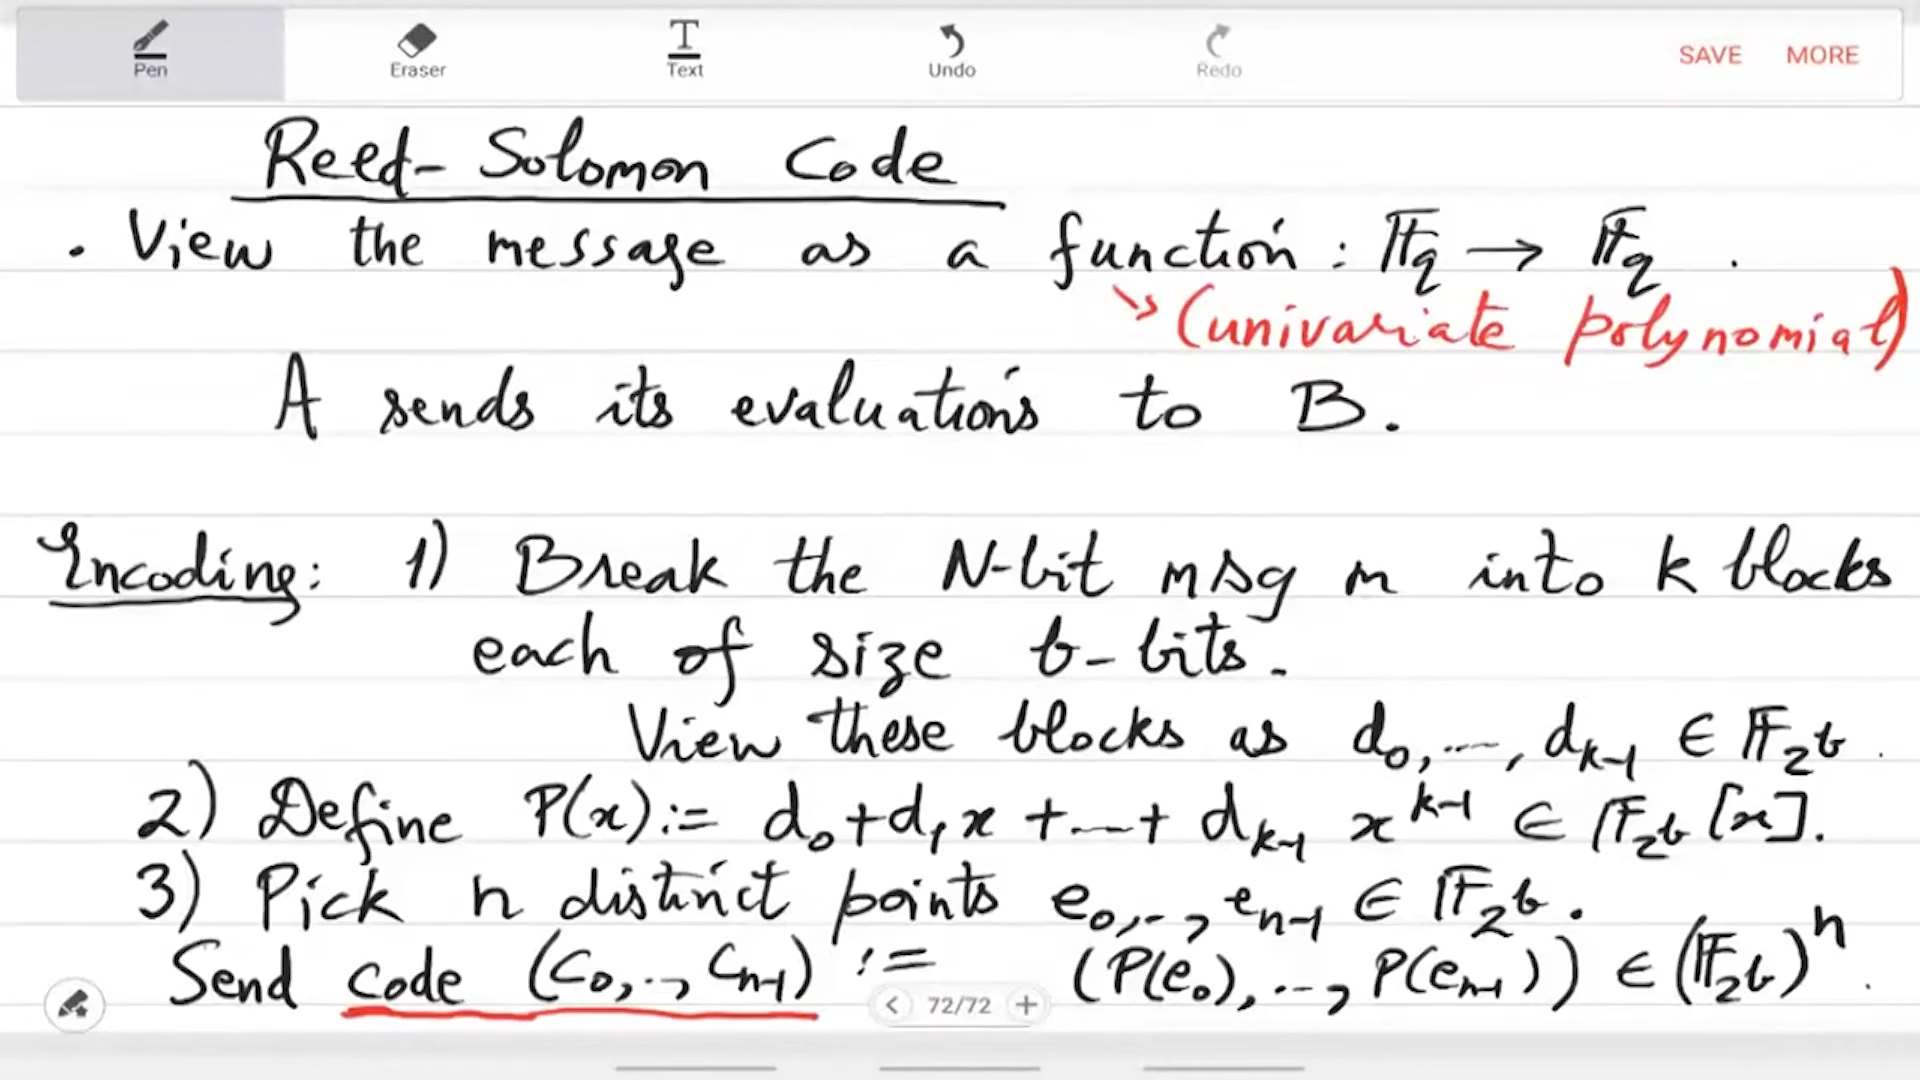 Pen Eraser Text Undo Redo SAVE MORE
Reed-Solomon Code
. View the message as a function : 𝔽q → 𝔽q .
↘ (univariate polynomial)
A sends its evaluations to B.
Encoding: 1) Break the N-bit msg m into k blocks
each of size b-bits.
View these blocks as d₀,...., dₖ₋₁ ∈ 𝔽₂ᵇ .
2) Define P(x) := d₀+d₁x +...+ dₖ₋₁ xᵏ⁻¹ ∈ 𝔽₂ᵇ [x].
3) Pick n distinct points e₀,.., eₙ₋₁ ∈ 𝔽₂ᵇ.
Send code (c₀,.., cₙ₋₁) := (P(e₀),..., P(eₙ₋₁)) ∈ (𝔽₂ᵇ)ⁿ .
< 72/72 +